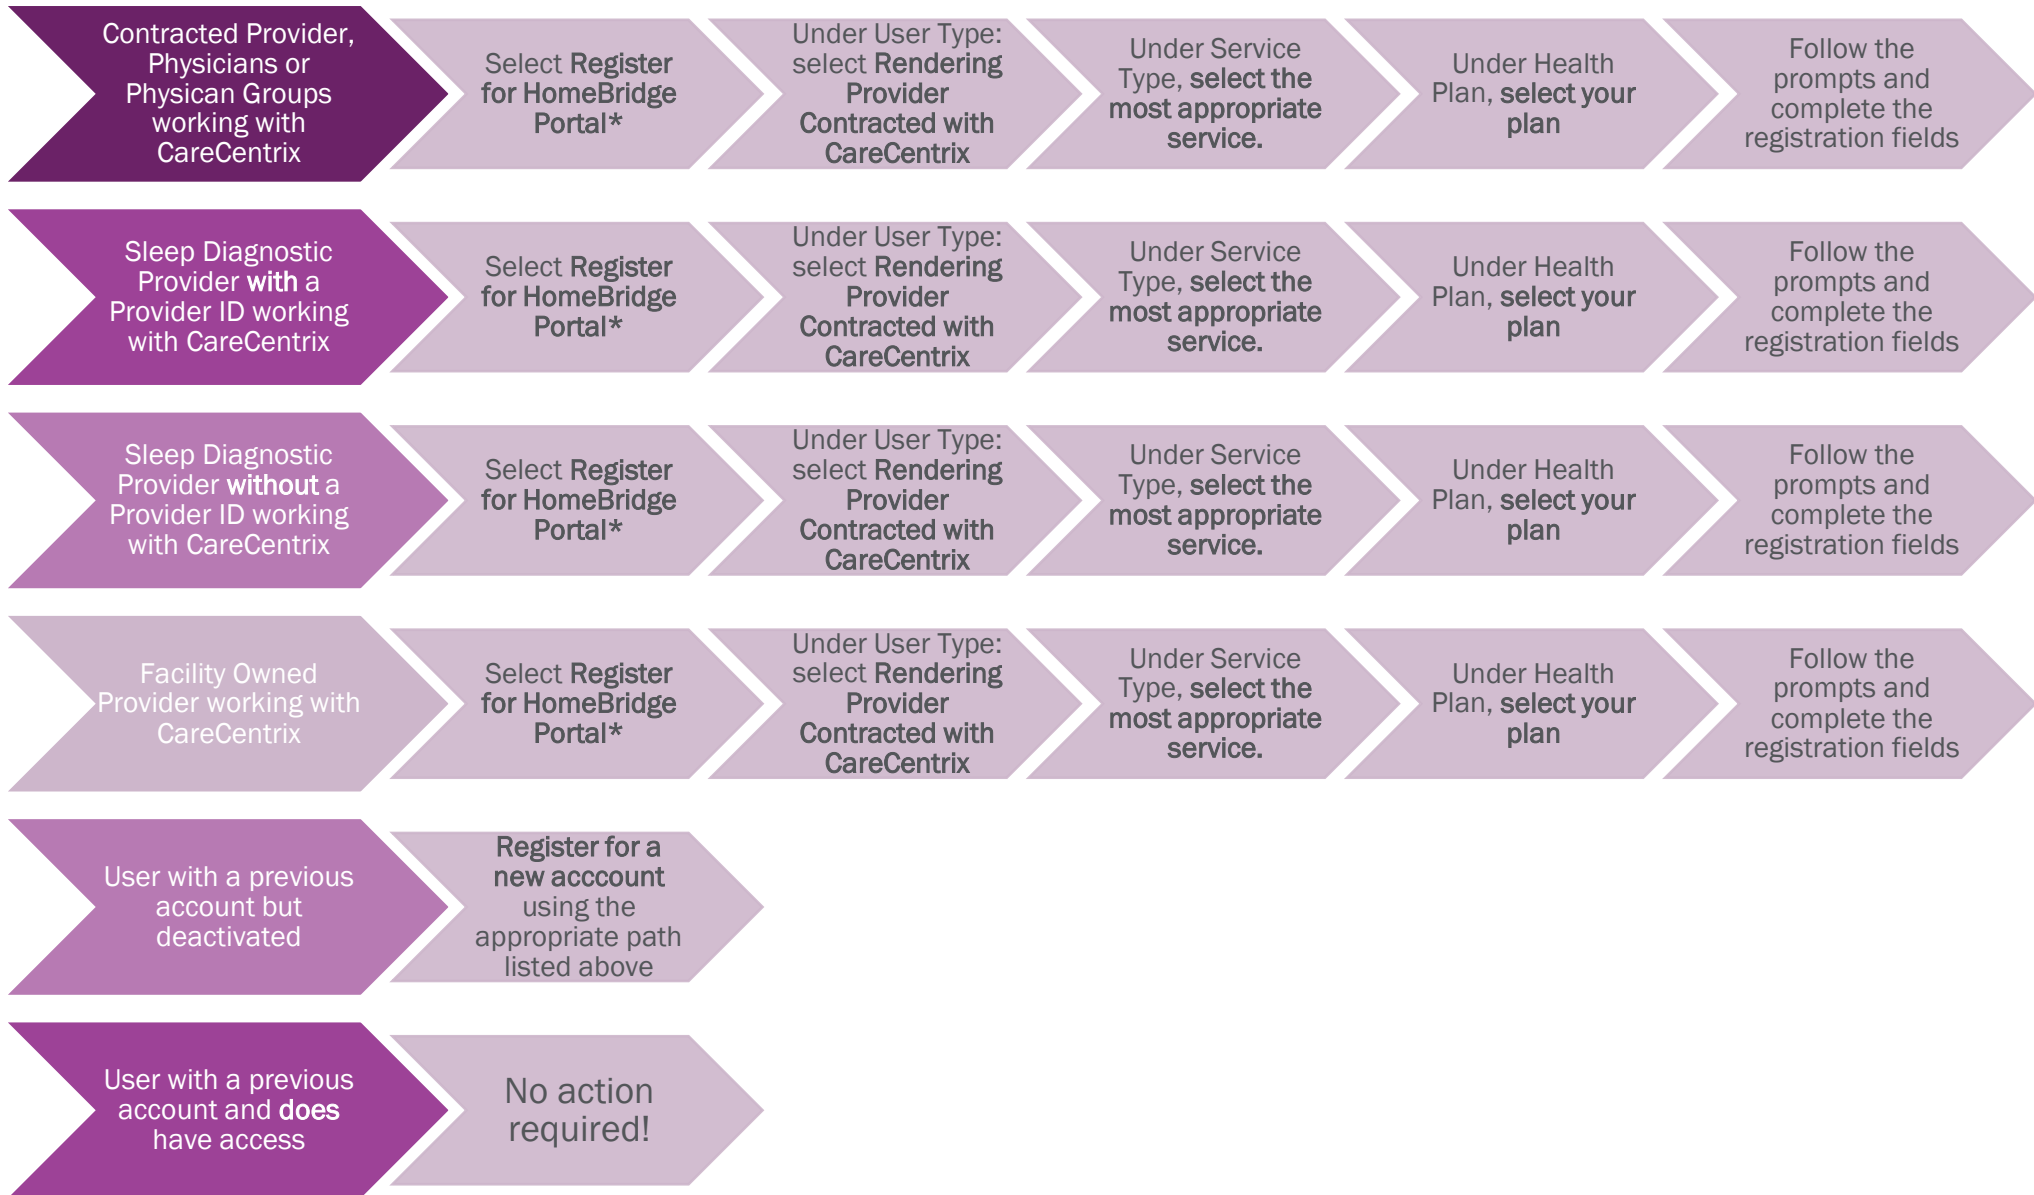 Contracted Provider,
Physicians or
Physican Groups
working with
CareCentrix
Select Register
for HomeBridge
Portal*
Under User Type:
select Rendering
Provider
Contracted with
CareCentrix
Under Service
Type, select the
most appropriate
service.
Under Health
Plan, select your
plan
Follow the
prompts and
complete the
registration fields
Sleep Diagnostic
Provider with a
Provider ID working
with CareCentrix
Select Register
for HomeBridge
Portal*
Under User Type:
select Rendering
Provider
Contracted with
CareCentrix
Under Service
Type, select the
most appropriate
service.
Under Health
Plan, select your
plan
Follow the
prompts and
complete the
registration fields
Sleep Diagnostic
Provider without a
Provider ID working
with CareCentrix
Select Register
for HomeBridge
Portal*
Under User Type:
select Rendering
Provider
Contracted with
CareCentrix
Under Service
Type, select the
most appropriate
service.
Under Health
Plan, select your
plan
Follow the
prompts and
complete the
registration fields
Facility Owned
Provider working with
CareCentrix
Select Register
for HomeBridge
Portal*
Under User Type:
select Rendering
Provider
Contracted with
CareCentrix
Under Service
Type, select the
most appropriate
service.
Under Health
Plan, select your
plan
Follow the
prompts and
complete the
registration fields
User with a previous
account but
deactivated
Register for a
new acccount
using the
appropriate path
listed above
User with a previous
account and does
have access
No action
required!